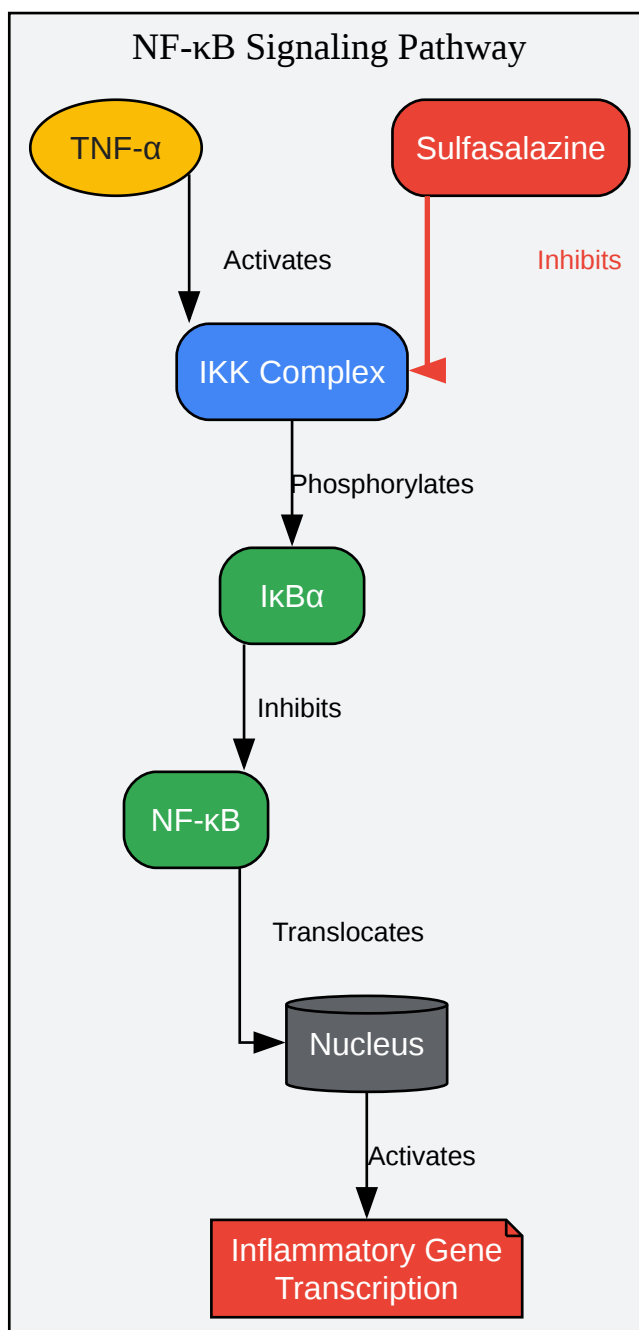 NF-κB Signaling Pathway
TNF-α
Sulfasalazine
Activates
Inhibits
IKK Complex
Phosphorylates
IκBα
Inhibits
NF-κB
Translocates
Nucleus
Activates
Inflammatory Gene
Transcription